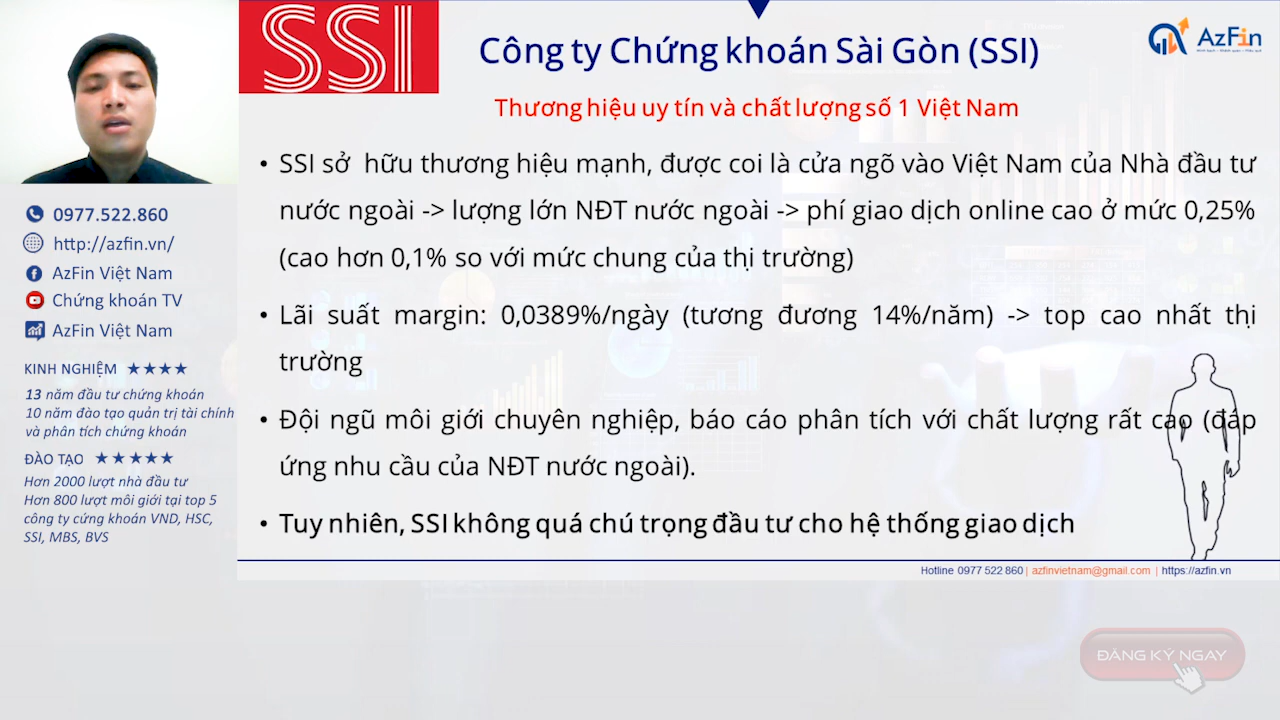 SSI
Công ty Chứng khoán Sài Gòn (SSI)
AzFin
Thương hiệu uy tín và chất lượng số 1 Việt Nam
• SSI sở hữu thương hiệu mạnh, được coi là cửa ngõ vào Việt Nam của Nhà đầu tư
nước ngoài -> lượng lớn NĐT nước ngoài -> phí giao dịch online cao ở mức 0,25%
(cao hơn 0,1% so với mức chung của thị trường)
• Lãi suất margin: 0,0389%/ngày (tương đương 14%/năm) -> top cao nhất thị
trường
• Đội ngũ môi giới chuyên nghiệp, báo cáo phân tích với chất lượng rất cao (đáp
ứng nhu cầu của NĐT nước ngoài).
• Tuy nhiên, SSI không quá chú trọng đầu tư cho hệ thống giao dịch
0977.522.860
http://azfin.vn/
AzFin Việt Nam
Chứng khoán TV
AzFin Việt Nam
KINH NGHIỆM ★★★★
13 năm đầu tư chứng khoán
10 năm đào tạo quản trị tài chính
và phân tích chứng khoán
ĐÀO TẠO ★★★★★
Hơn 2000 lượt nhà đầu tư
Hơn 800 lượt môi giới tại top 5
công ty cứng khoán VND, HSC,
SSI, MBS, BVS
Hotline 0977 522 860 | azfinvietnam@gmail.com | https://azfin.vn
ĐĂNG KÝ NGAY